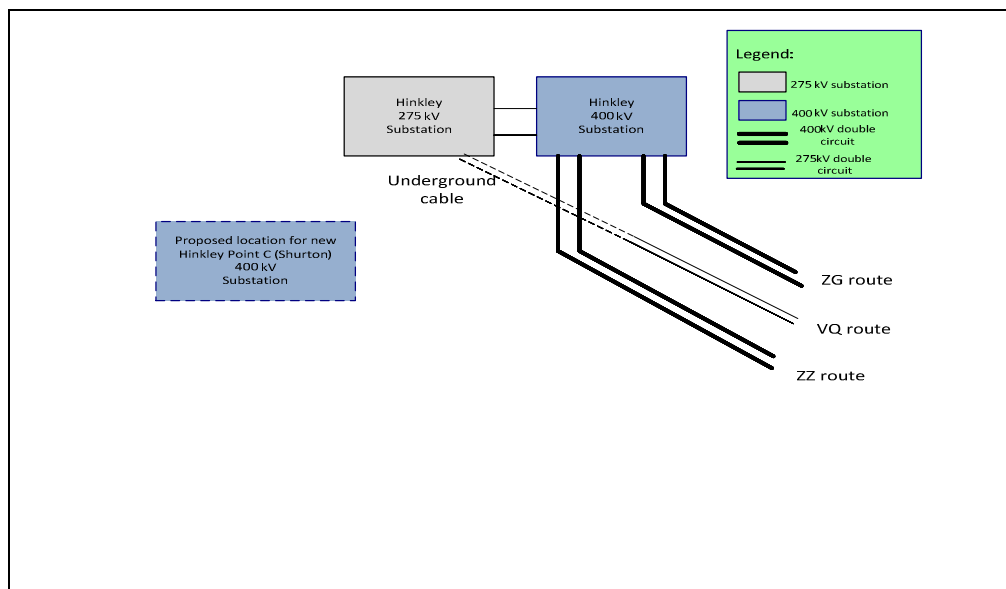 Legend:
275 kV substation
400 kV substation
400kV double
circuit
275kV double
circuit
Hinkley
275 kV
Substation
Hinkley
400 kV
Substation
Underground
cable
Proposed location for new
Hinkley Point C (Shurton)
400 kV
Substation
ZG route
VQ route
ZZ route